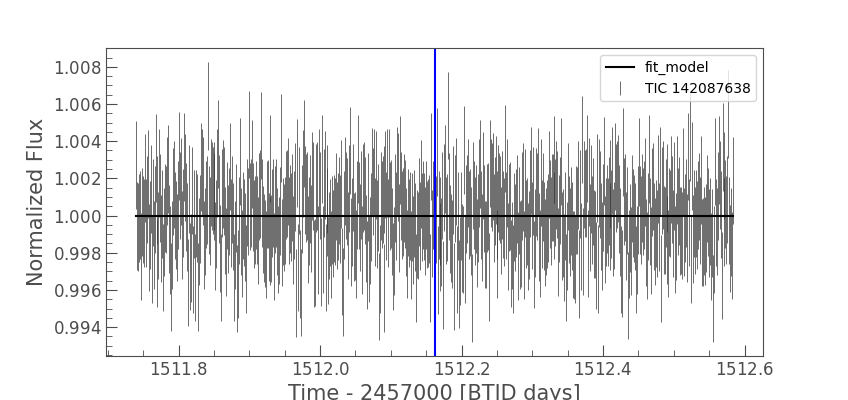 1.008
1.006
1.004
1.002
1.000
0.998
0.996
0.994
Normalized Flux
fit_model
TIC 142087638
1511.8 1512.0 1512.2 1512.4 1512.6
Time - 2457000 [BTJD days]